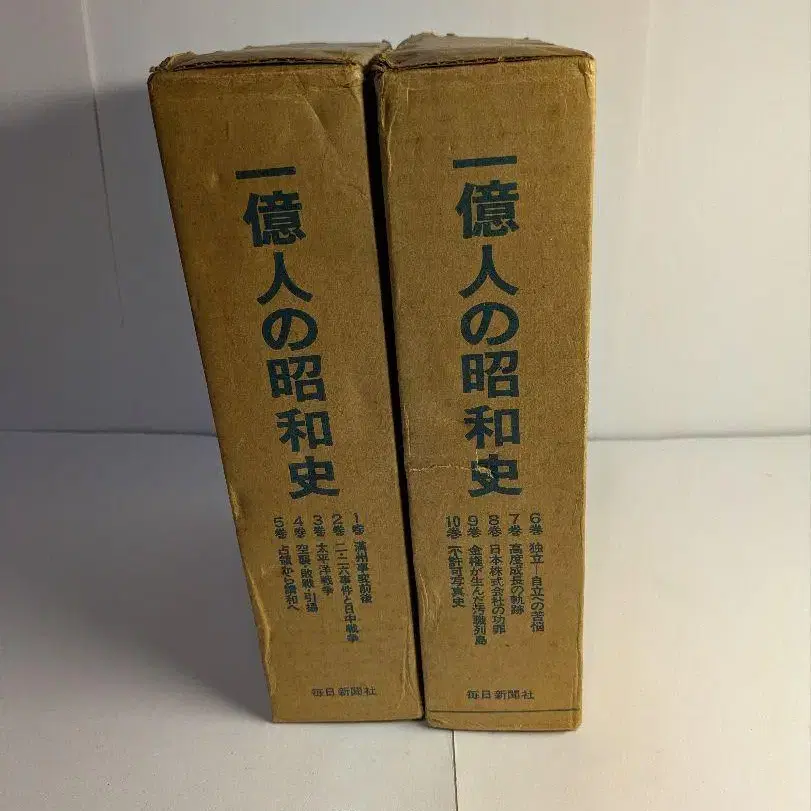 一億人の昭和史
1巻 満州事変前後
2巻 二・二六事件と日中戦争
3巻 太平洋戦争
4巻 空襲・敗戦・引揚
5巻 占領から講和へ
毎日新聞社
一億人の昭和史
6巻 独立—自立への苦悩
7巻 高度成長の軌跡
8巻 日本株式会社の功罪
9巻 金権が生んだ汚職列島
10巻 不許可写真史
毎日新聞社